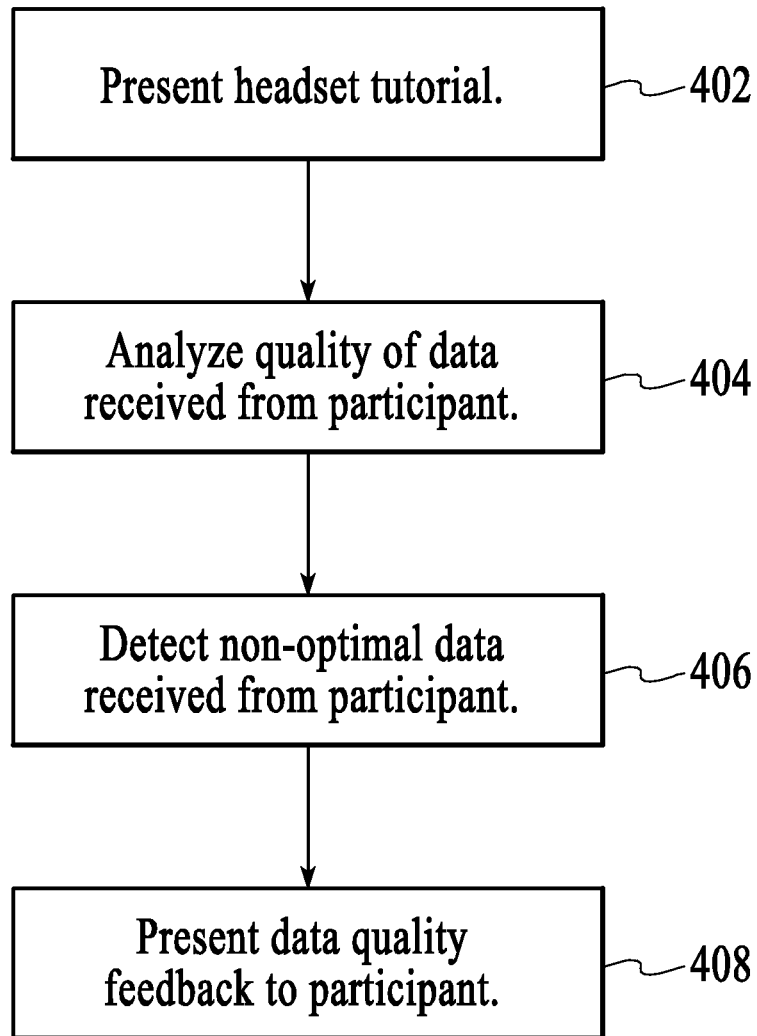 Present headset tutorial.
402
Analyze quality of data
received from participant.
404
Detect non-optimal data
received from participant.
406
Present data quality
feedback to participant.
408